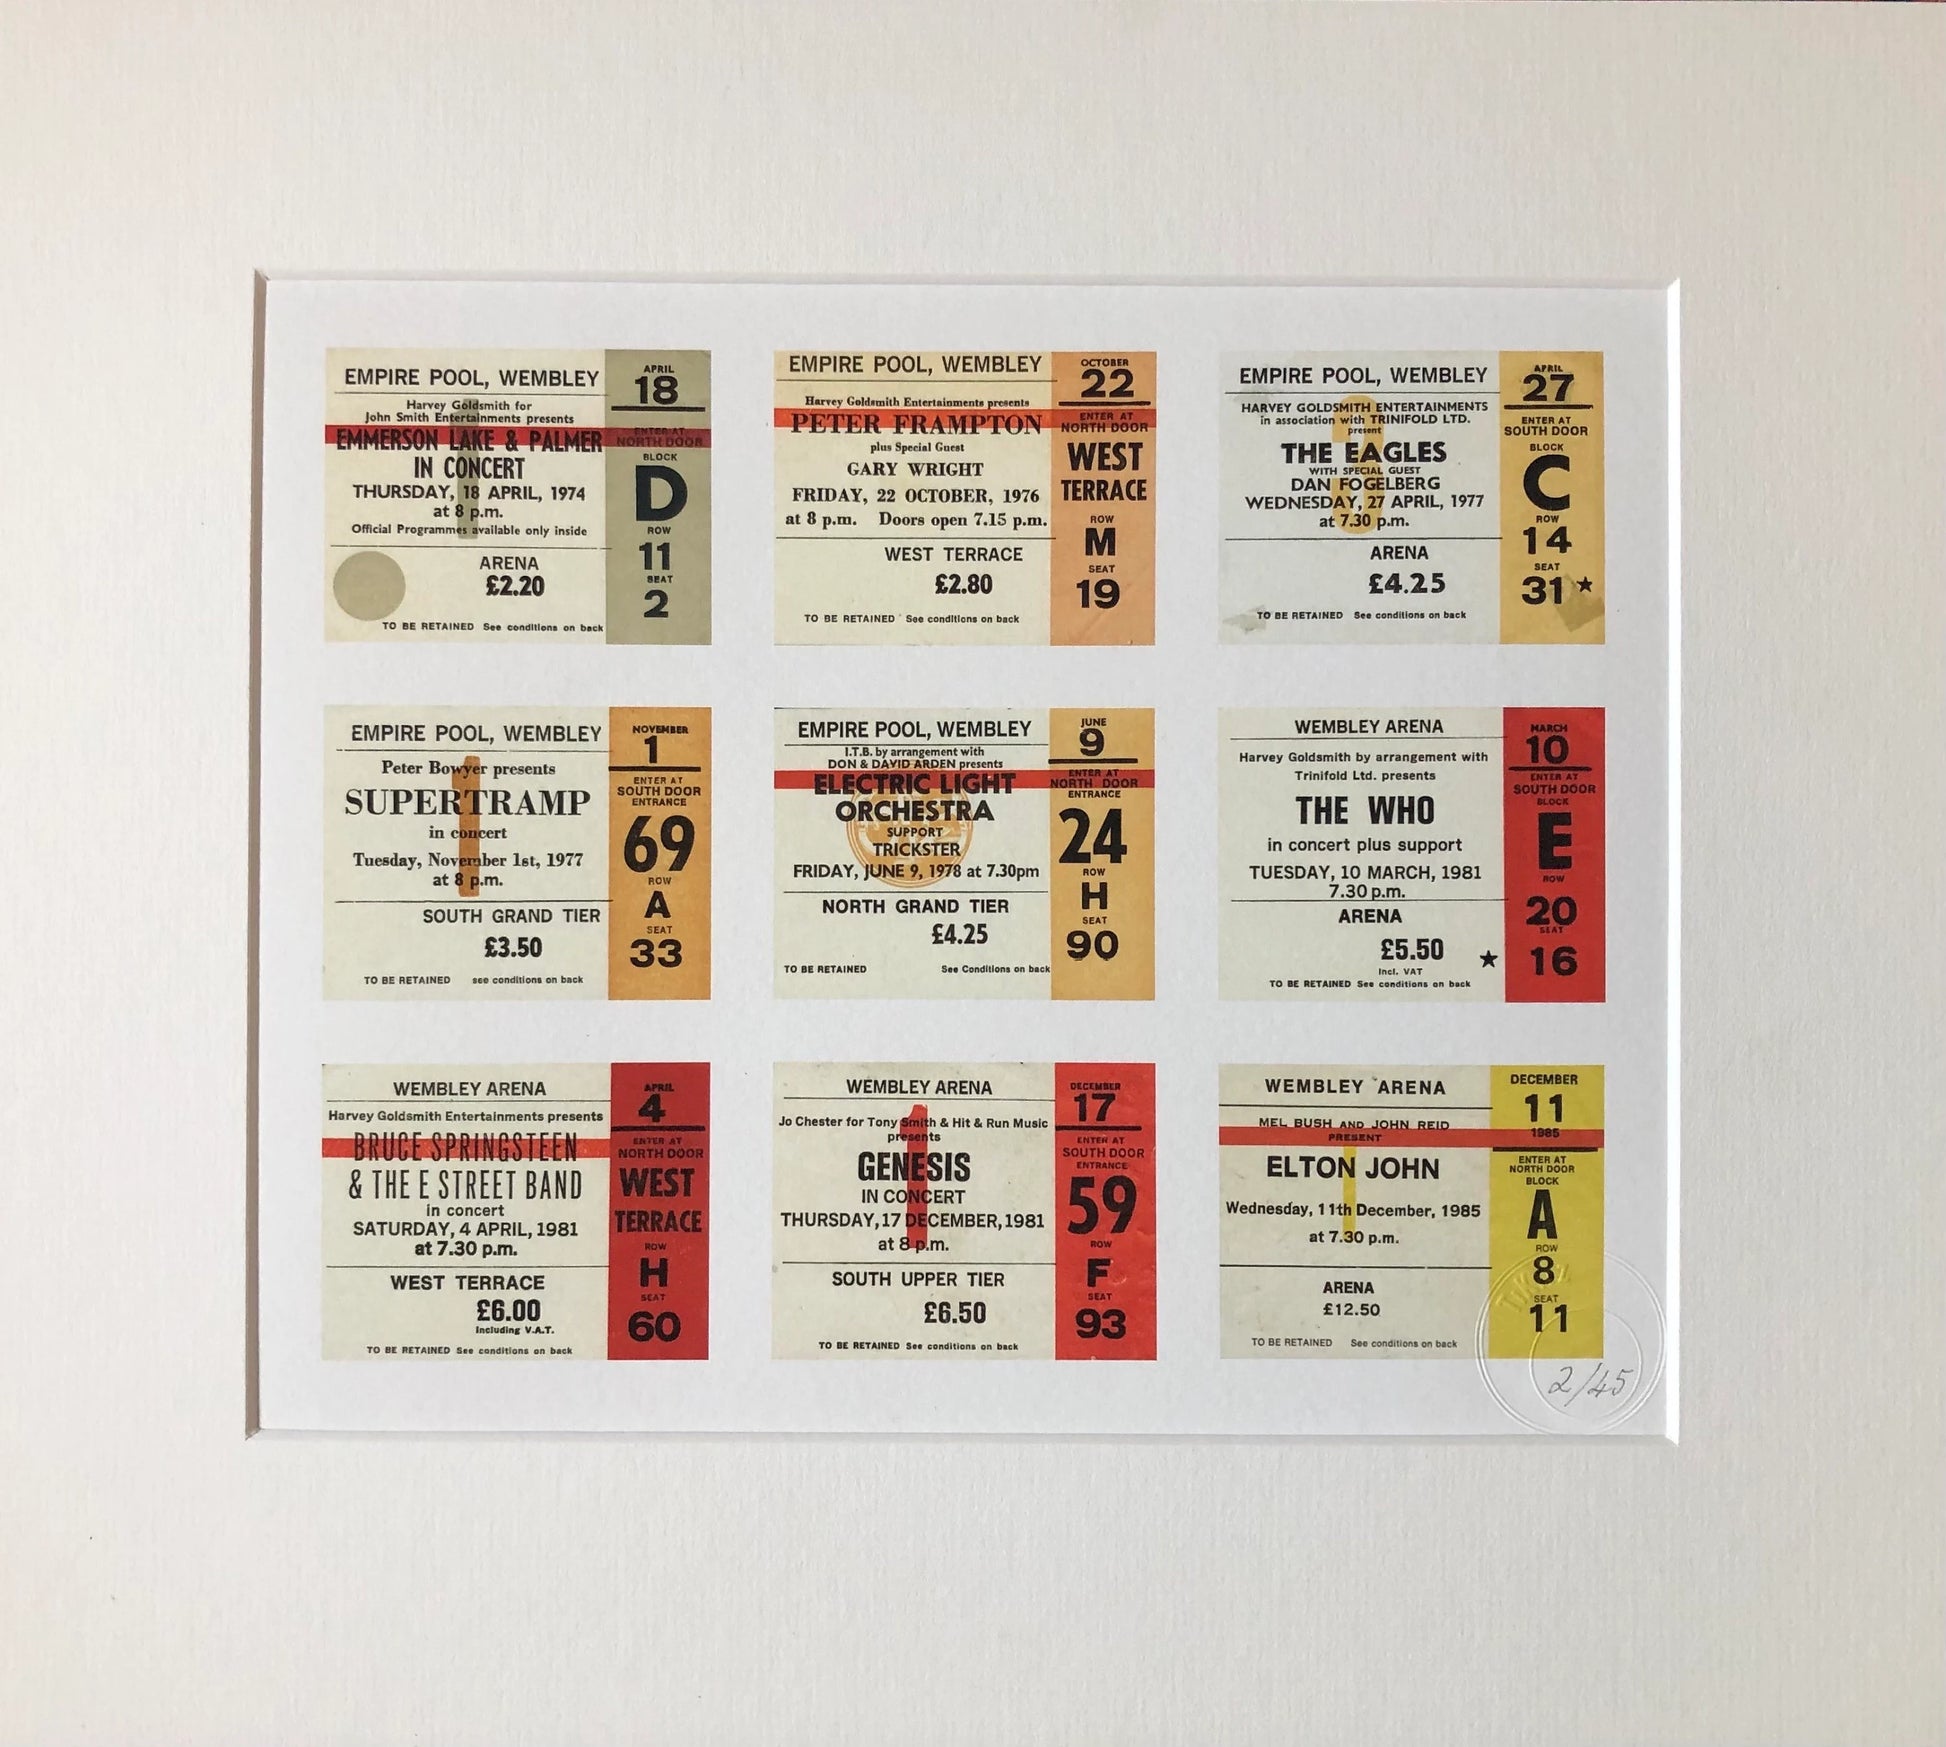 EMPIRE POOL, WEMBLEY
Harvey Goldsmith for
John Smith Entertainments presents
EMMERSON LAKE & PALMER
IN CONCERT
THURSDAY, 18 APRIL, 1974
at 8 p.m.
Official Programmes available only inside
ARENA
£2.20
TO BE RETAINED See conditions on back
APRIL
18
ENTER AT
NORTH DOOR
BLOCK
D
ROW
11
SEAT
2
EMPIRE POOL, WEMBLEY
Harvey Goldsmith Entertainments presents
PETER FRAMPTON
plus Special Guest
GARY WRIGHT
FRIDAY, 22 OCTOBER, 1976
at 8 p.m. Doors open 7.15 p.m.
WEST TERRACE
£2.80
TO BE RETAINED See conditions on back
OCTOBER
22
ENTER AT
NORTH DOOR
WEST
TERRACE
ROW
M
SEAT
19
EMPIRE POOL, WEMBLEY
HARVEY GOLDSMITH ENTERTAINMENTS
in association with TRINIFOLD LTD.
present
THE EAGLES
WITH SPECIAL GUEST
DAN FOGELBERG
WEDNESDAY, 27 APRIL, 1977
at 7.30 p.m.
ARENA
£4.25
TO BE RETAINED See conditions on back
APRIL
27
ENTER AT
SOUTH DOOR
BLOCK
C
ROW
14
SEAT
31 ★
EMPIRE POOL, WEMBLEY
Peter Bowyer presents
SUPERTRAMP
in concert
Tuesday, November 1st, 1977
at 8 p.m.
SOUTH GRAND TIER
£3.50
TO BE RETAINED see conditions on back
NOVEMBER
1
ENTER AT
SOUTH DOOR
ENTRANCE
69
ROW
A
SEAT
33
EMPIRE POOL, WEMBLEY
I.T.B. by arrangement with
DON & DAVID ARDEN presents
ELECTRIC LIGHT
ORCHESTRA
SUPPORT
TRICKSTER
FRIDAY, JUNE 9, 1978 at 7.30pm
NORTH GRAND TIER
£4.25
TO BE RETAINED See Conditions on back
JUNE
9
ENTER AT
NORTH DOOR
ENTRANCE
24
ROW
H
SEAT
90
WEMBLEY ARENA
Harvey Goldsmith by arrangement with
Trinifold Ltd. presents
THE WHO
in concert plus support
TUESDAY, 10 MARCH, 1981
7.30 p.m.
ARENA
£5.50 ★
Incl. VAT
TO BE RETAINED See conditions on back
MARCH
10
ENTER AT
SOUTH DOOR
BLOCK
E
ROW
20
SEAT
16
WEMBLEY ARENA
Harvey Goldsmith Entertainments presents
BRUCE SPRINGSTEEN
& THE E STREET BAND
in concert
SATURDAY, 4 APRIL, 1981
at 7.30 p.m.
WEST TERRACE
£6.00
Including V.A.T.
TO BE RETAINED See conditions on back
APRIL
4
ENTER AT
NORTH DOOR
WEST
TERRACE
ROW
H
SEAT
60
WEMBLEY ARENA
Jo Chester for Tony Smith & Hit & Run Music
presents
GENESIS
IN CONCERT
THURSDAY, 17 DECEMBER, 1981
at 8 p.m.
SOUTH UPPER TIER
£6.50
TO BE RETAINED See conditions on back
DECEMBER
17
ENTER AT
SOUTH DOOR
ENTRANCE
59
ROW
F
SEAT
93
WEMBLEY ARENA
MEL BUSH AND JOHN REID
PRESENT
ELTON JOHN
Wednesday, 11th December, 1985
at 7.30 p.m.
ARENA
£12.50
TO BE RETAINED See conditions on back
DECEMBER
11
1985
ENTER AT
NORTH DOOR
BLOCK
A
ROW
8
SEAT
11
2/45